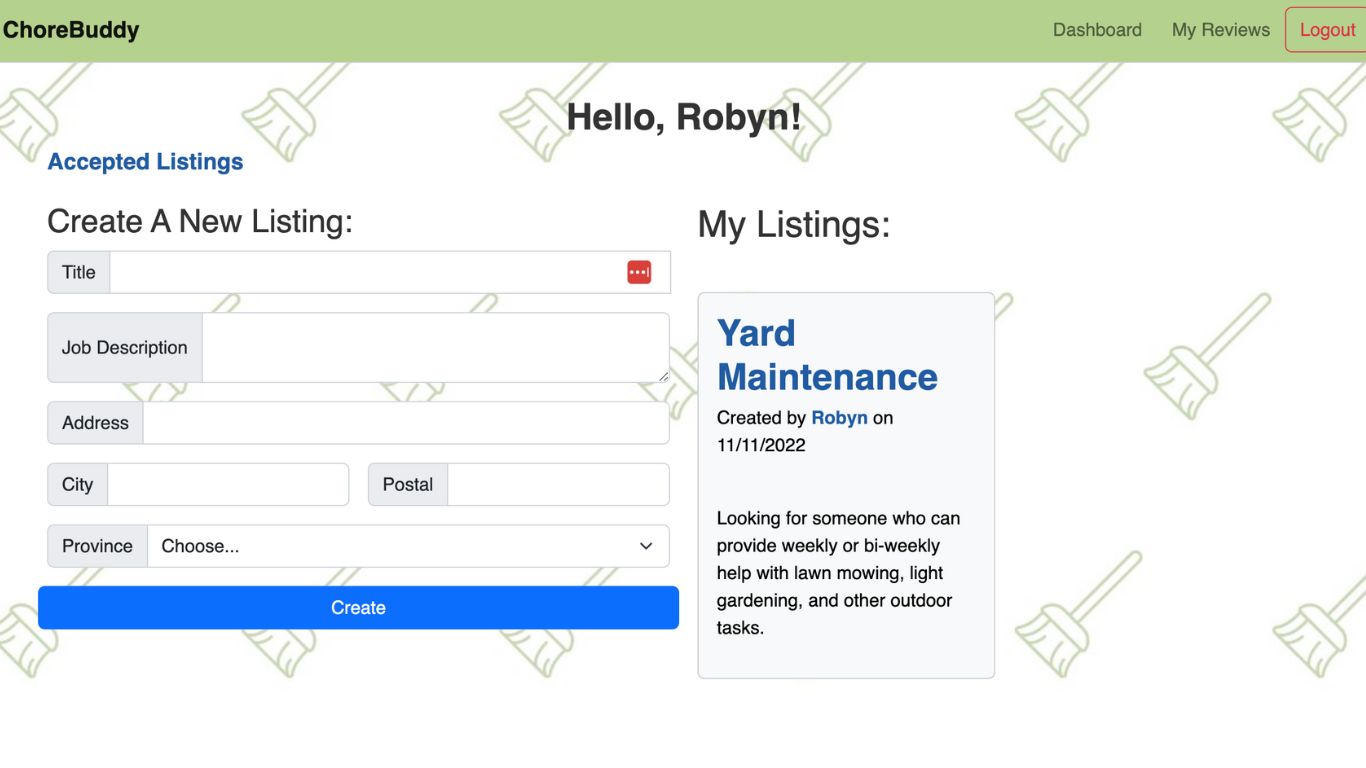 ChoreBuddy
Dashboard
My Reviews
Logout
Hello, Robyn!
Accepted Listings
Create A New Listing:
Title
Job Description
Address
City
Postal
Province
Choose...
Create
My Listings:
Yard
Maintenance
Created by Robyn on
11/11/2022
Looking for someone who can
provide weekly or bi-weekly
help with lawn mowing, light
gardening, and other outdoor
tasks.